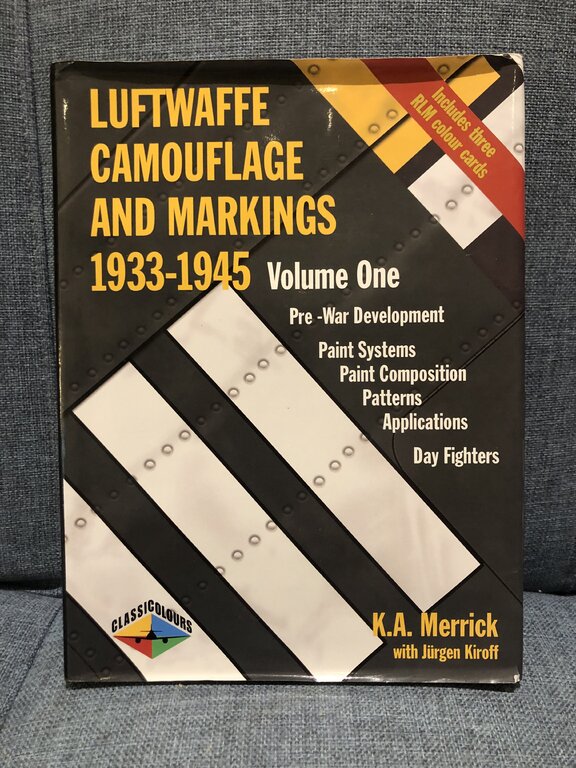 LUFTWAFFE
CAMOUFLAGE
AND MARKINGS
1933-1945 Volume One
Includes three
RLM colour cards
Pre -War Development
Paint Systems
Paint Composition
Patterns
Applications
Day Fighters
CLASSICOLOURS
K.A. Merrick
with Jürgen Kiroff